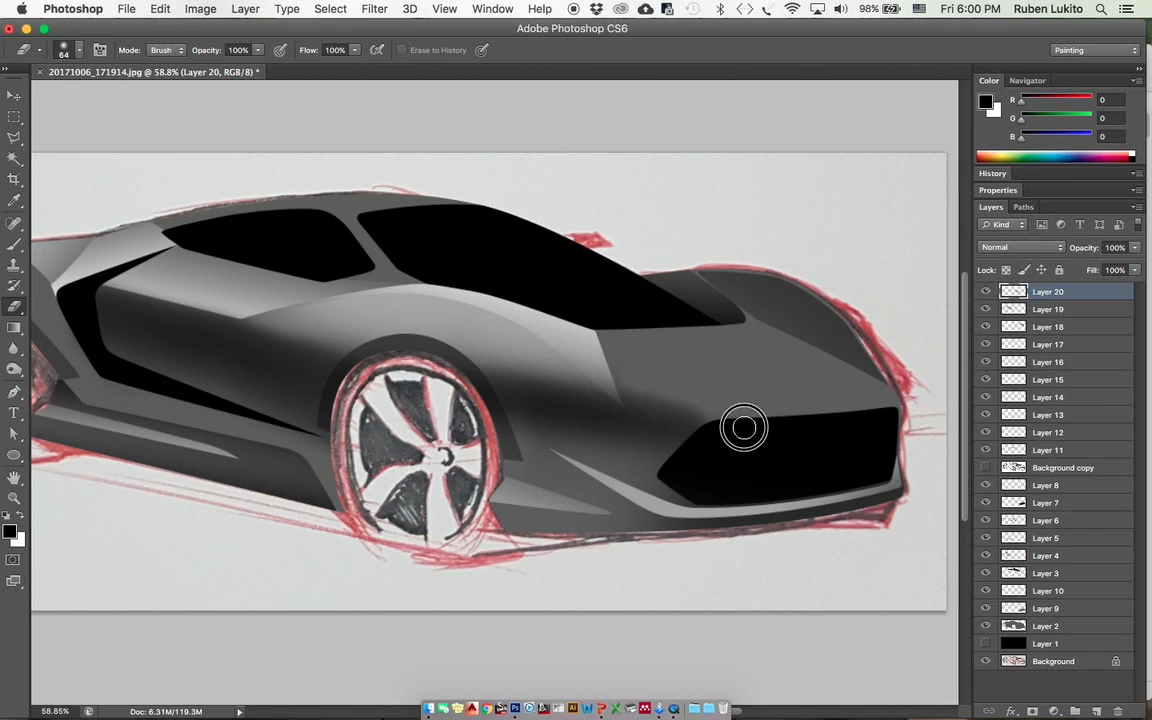 Photoshop File Edit Image Layer Type Select Filter 3D View Window Help 98% Fri 6:00 PM Ruben Lukito
Adobe Photoshop CS6
64 Mode: Brush Opacity: 100% Flow: 100% Erase to History Painting
20171006_171914.jpg @ 58.8% (Layer 20, RGB/8) *
Color Navigator
R 0
G 0
B 0
History
Properties
Layers Paths
Kind
Normal Opacity: 100%
Lock: Fill: 100%
Layer 20
Layer 19
Layer 18
Layer 17
Layer 16
Layer 15
Layer 14
Layer 13
Layer 12
Layer 11
Background copy
Layer 8
Layer 7
Layer 6
Layer 5
Layer 4
Layer 3
Layer 10
Layer 9
Layer 2
Layer 1
Background
58.85% Doc: 6.31M/119.3M